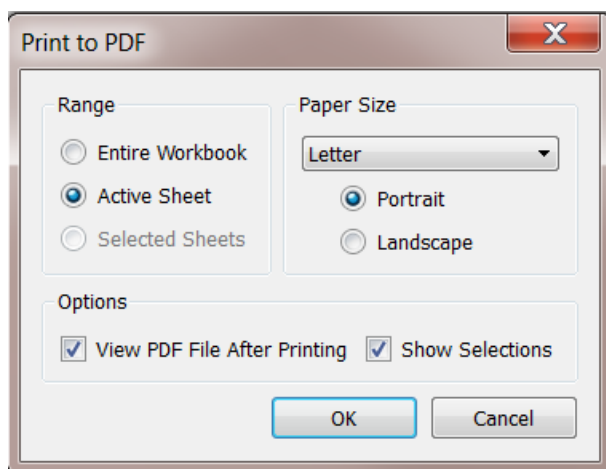 Print to PDF
Range
Entire Workbook
Active Sheet
Selected Sheets
Paper Size
Letter
Portrait
Landscape
Options
View PDF File After Printing
Show Selections
OK
Cancel